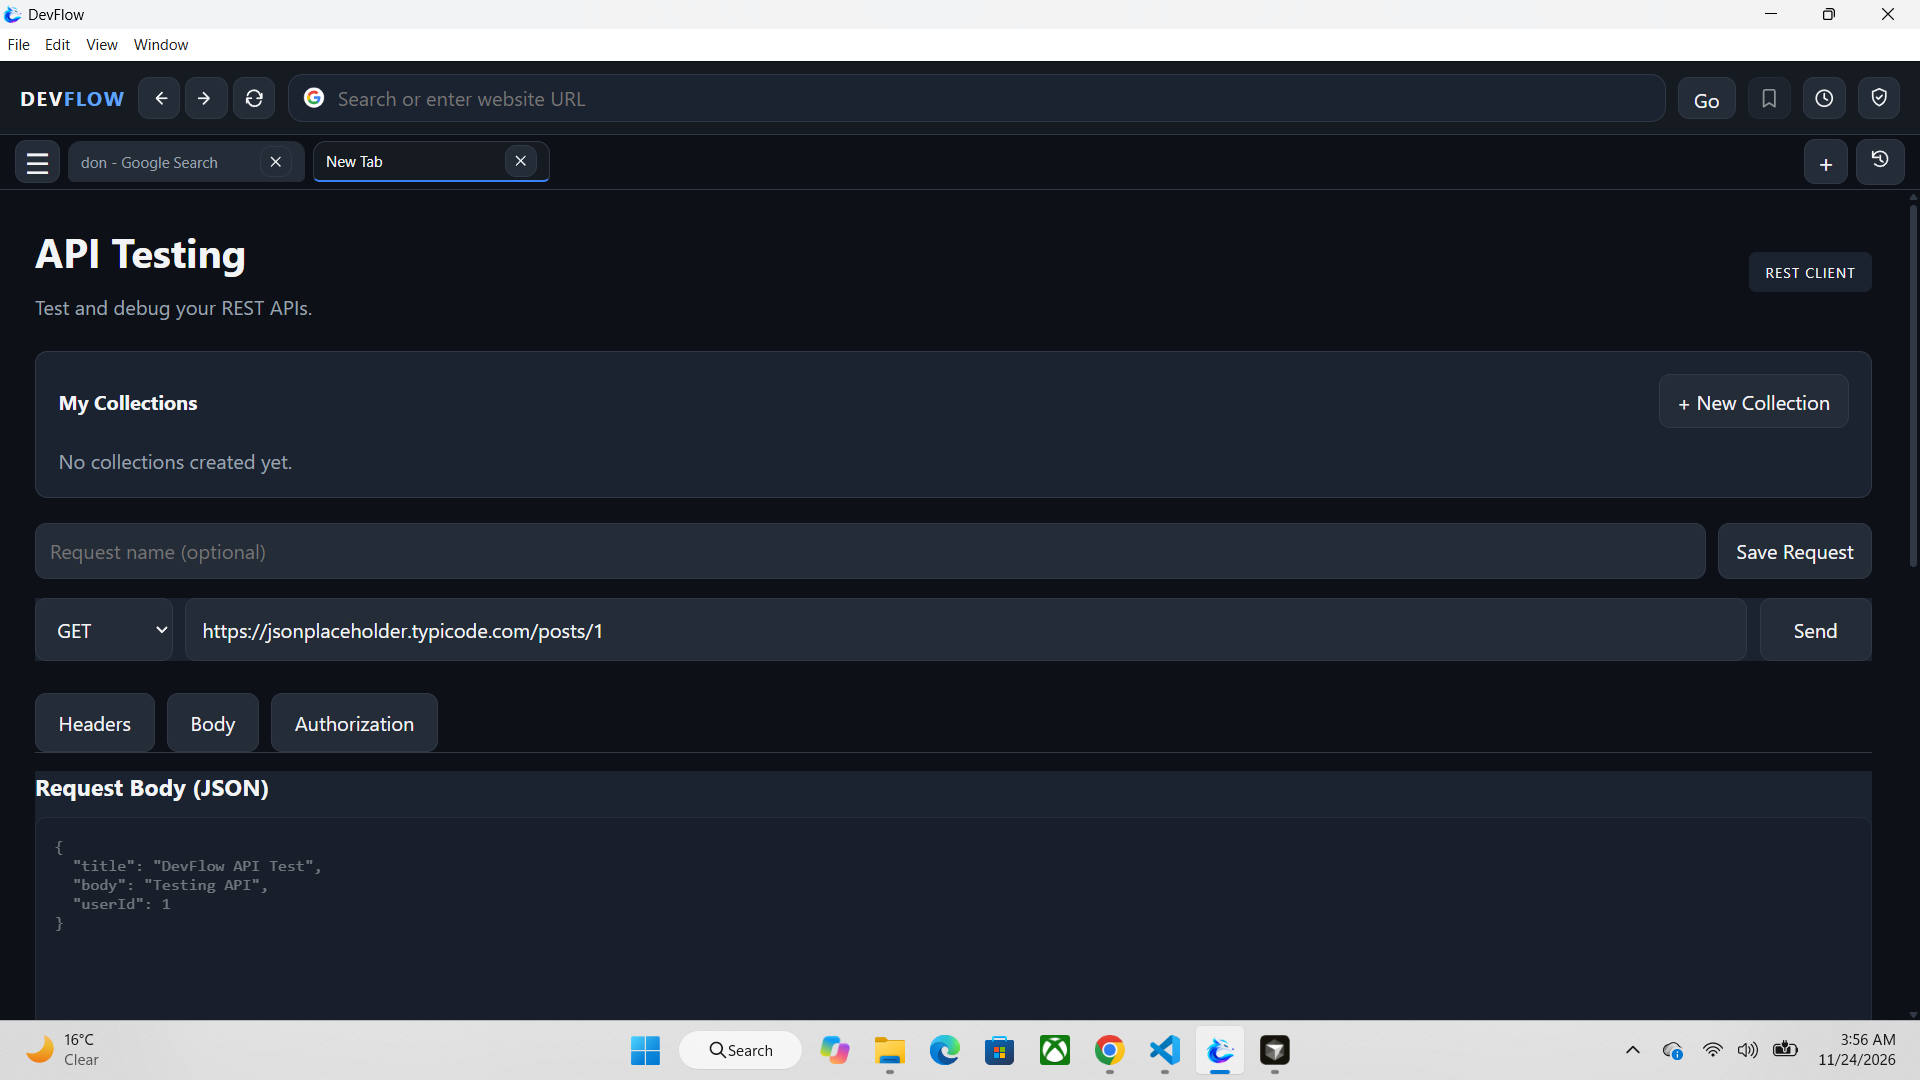 DevFlow
File Edit View Window
DEVFLOW Search or enter website URL Go
don - Google Search New Tab
API Testing
REST CLIENT
Test and debug your REST APIs.
My Collections + New Collection
No collections created yet.
Request name (optional) Save Request
GET https://jsonplaceholder.typicode.com/posts/1 Send
Headers Body Authorization
Request Body (JSON)
{
"title": "DevFlow API Test",
"body": "Testing API",
"userId": 1
}
16°C
Clear
Search
3:56 AM
11/24/2026